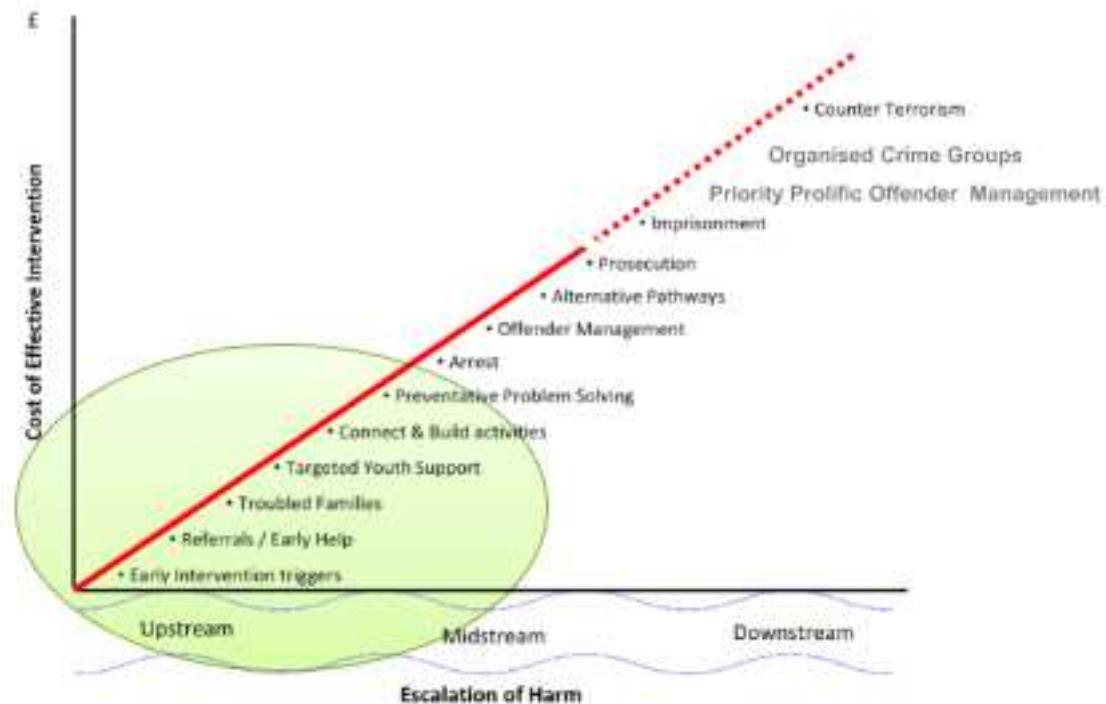 £
Cost of Effective Intervention
• Counter Terrorism
Organised Crime Groups
Priority Prolific Offender Management
• Imprisonment
• Prosecution
• Alternative Pathways
• Offender Management
• Arrest
• Preventative Problem Solving
• Connect & Build activities
• Targeted Youth Support
• Troubled Families
• Referrals / Early Help
• Early Intervention triggers
Upstream
Midstream
Downstream
Escalation of Harm